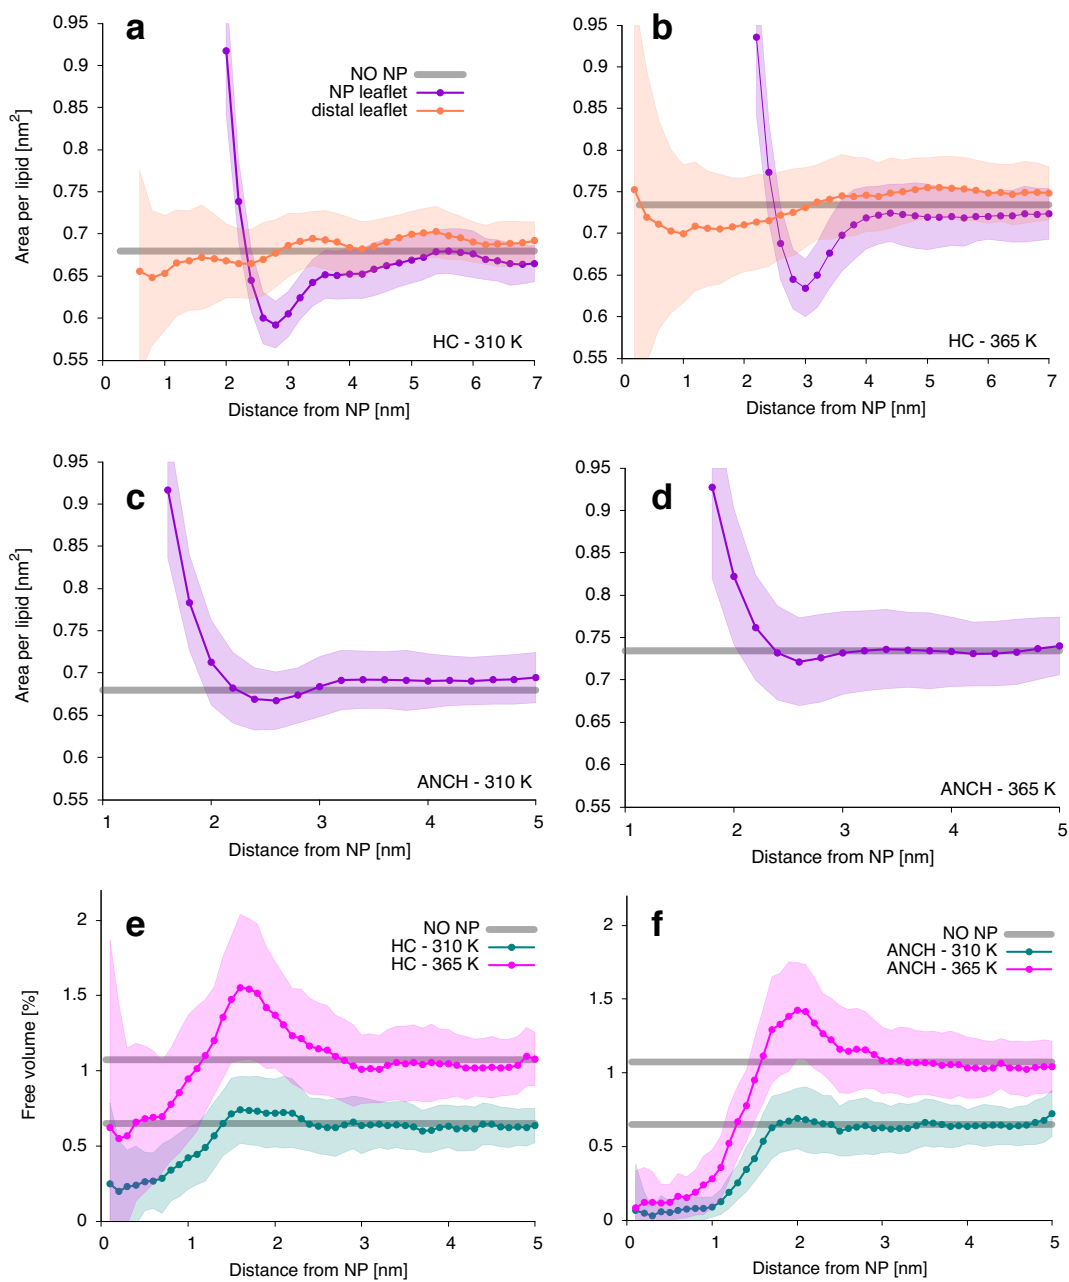 a
0.95
0.9
0.85
0.8
0.75
0.7
0.65
0.6
0.55
Area per lipid [nm²]
NO NP
NP leaflet
distal leaflet
HC - 310 K
0 1 2 3 4 5 6 7
Distance from NP [nm]
b
0.95
0.9
0.85
0.8
0.75
0.7
0.65
0.6
0.55
HC - 365 K
0 1 2 3 4 5 6 7
Distance from NP [nm]
c
0.95
0.9
0.85
0.8
0.75
0.7
0.65
0.6
0.55
Area per lipid [nm²]
ANCH - 310 K
1 2 3 4 5
Distance from NP [nm]
d
0.95
0.9
0.85
0.8
0.75
0.7
0.65
0.6
0.55
ANCH - 365 K
1 2 3 4 5
Distance from NP [nm]
e
2
1.5
1
0.5
0
Free volume [%]
NO NP
HC - 310 K
HC - 365 K
0 1 2 3 4 5
Distance from NP [nm]
f
2
1.5
1
0.5
0
NO NP
ANCH - 310 K
ANCH - 365 K
0 1 2 3 4 5
Distance from NP [nm]